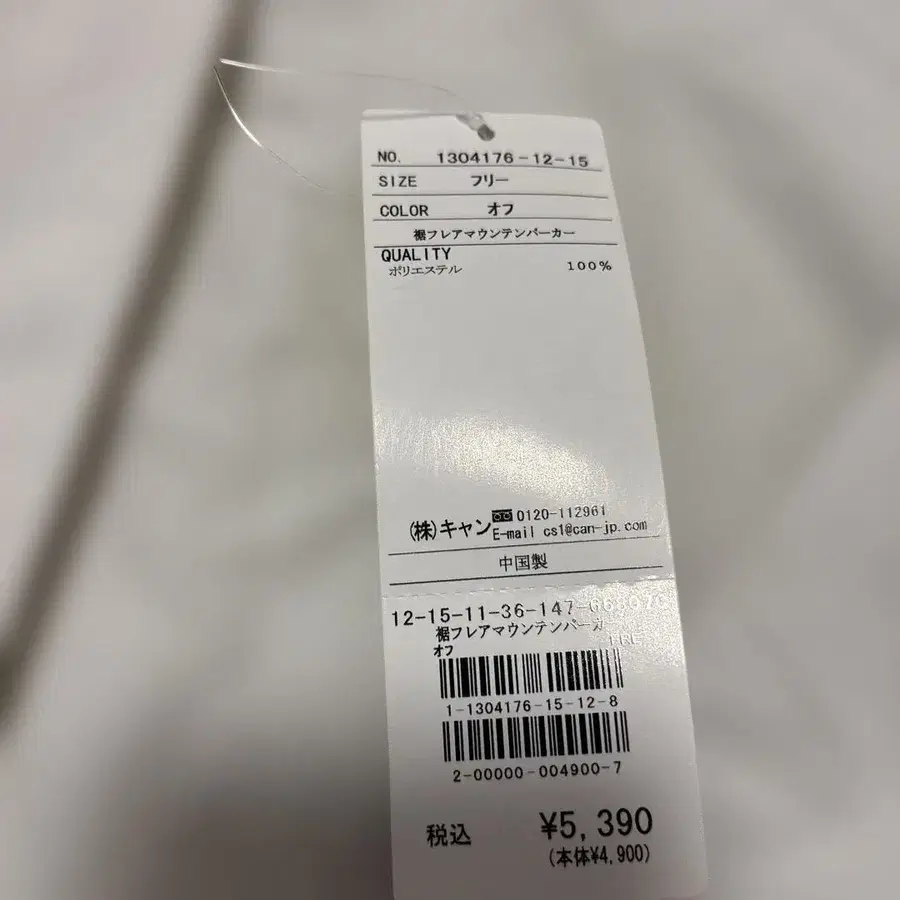 NO. 1304176-12-15
SIZE フリー
COLOR オフ
裾フレアマウンテンパーカー
QUALITY
ポリエステル 100%
(株)キャン 0120-112961
E-mail cs1@can-jp.com
中国製
12-15-11-36-147-
裾フレアマウンテンパーカ
オフ FREE
1-1304176-15-12-8
2-00000-004900-7
税込 ¥5,390
(本体¥4,900)